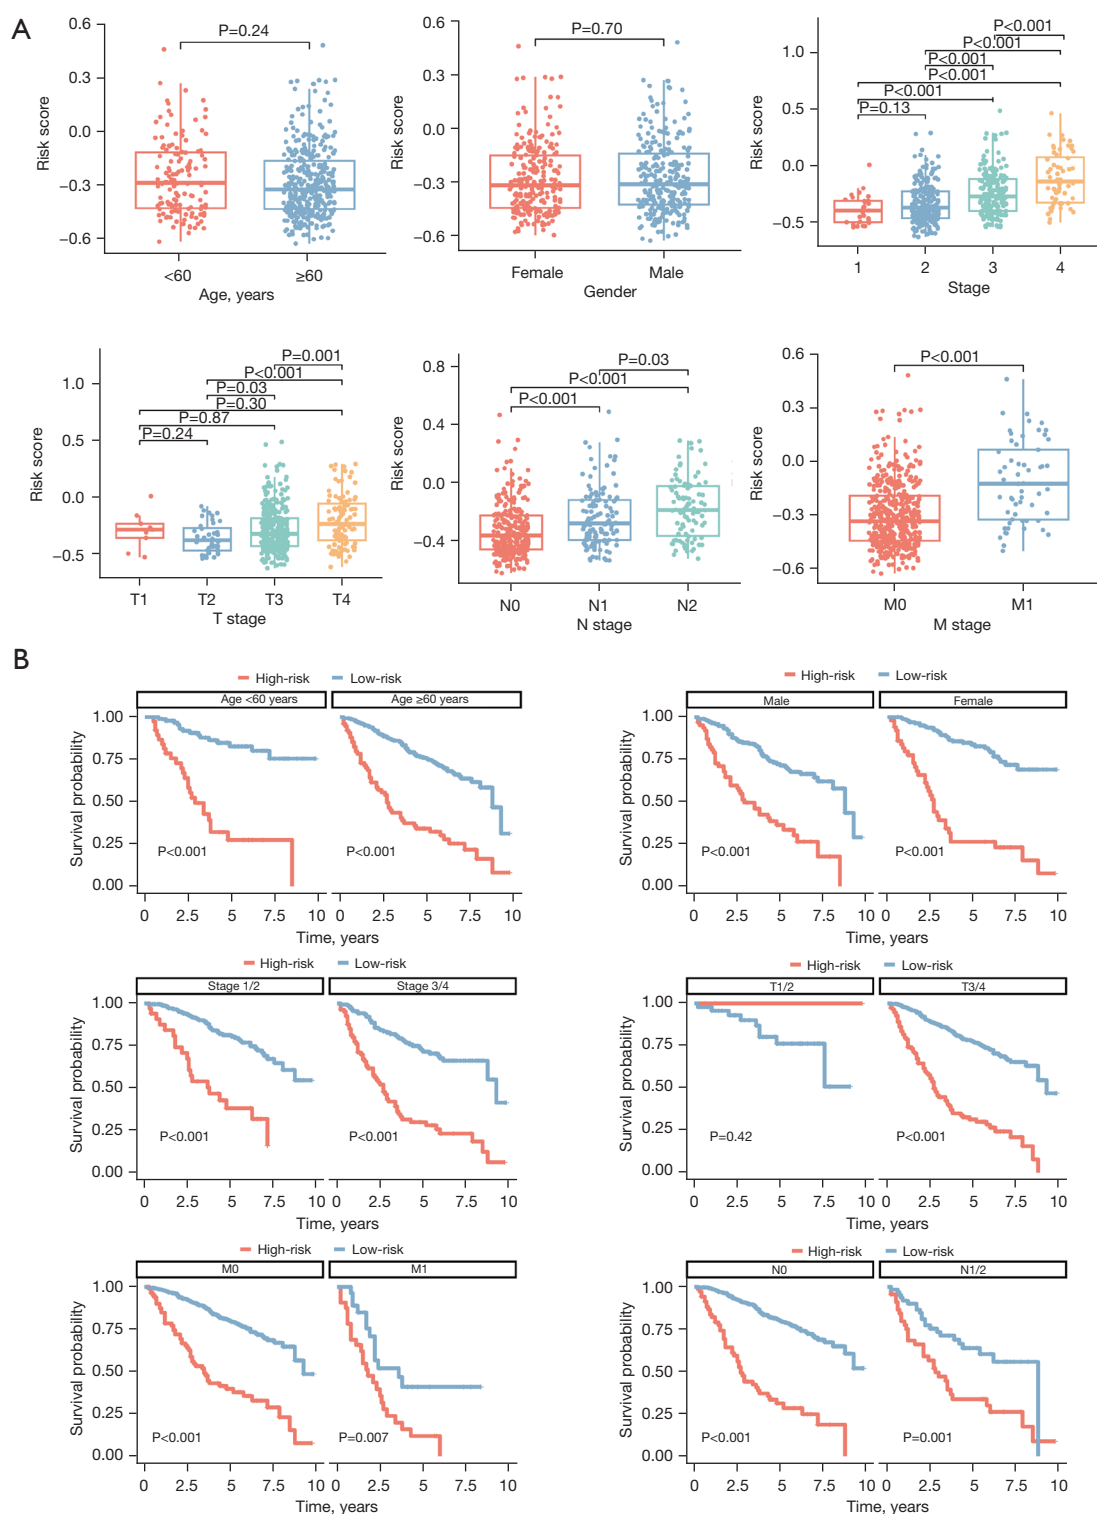 A
Risk score
0.6
0.3
0.0
−0.3
−0.6
P=0.24
<60
≥60
Age, years
Risk score
0.6
0.3
0.0
−0.3
−0.6
P=0.70
Female
Male
Gender
Risk score
1.0
0.5
0.0
−0.5
P<0.001
P<0.001
P<0.001
P<0.001
P<0.001
P=0.13
1
2
3
4
Stage
Risk score
1.0
0.5
0.0
−0.5
P=0.001
P<0.001
P=0.03
P=0.30
P=0.87
P=0.24
T1
T2
T3
T4
T stage
Risk score
0.8
0.4
0.0
−0.4
P=0.03
P<0.001
P<0.001
N0
N1
N2
N stage
Risk score
0.6
0.3
0.0
−0.3
−0.6
P<0.001
M0
M1
M stage
B
High-risk Low-risk
Age <60 years Age ≥60 years
Survival probability
1.00
0.75
0.50
0.25
0.00
P<0.001 P<0.001
0 2.5 5 7.5 10 0 2.5 5 7.5 10
Time, years
High-risk Low-risk
Male Female
Survival probability
1.00
0.75
0.50
0.25
0.00
P<0.001 P<0.001
0 2.5 5 7.5 10 0 2.5 5 7.5 10
Time, years
High-risk Low-risk
Stage 1/2 Stage 3/4
Survival probability
1.00
0.75
0.50
0.25
0.00
P<0.001 P<0.001
0 2.5 5 7.5 10 0 2.5 5 7.5 10
Time, years
High-risk Low-risk
T1/2 T3/4
Survival probability
1.00
0.75
0.50
0.25
0.00
P=0.42 P<0.001
0 2.5 5 7.5 10 0 2.5 5 7.5 10
Time, years
High-risk Low-risk
M0 M1
Survival probability
1.00
0.75
0.50
0.25
0.00
P<0.001 P=0.007
0 2.5 5 7.5 10 0 2.5 5 7.5 10
Time, years
High-risk Low-risk
N0 N1/2
Survival probability
1.00
0.75
0.50
0.25
0.00
P<0.001 P=0.001
0 2.5 5 7.5 10 0 2.5 5 7.5 10
Time, years